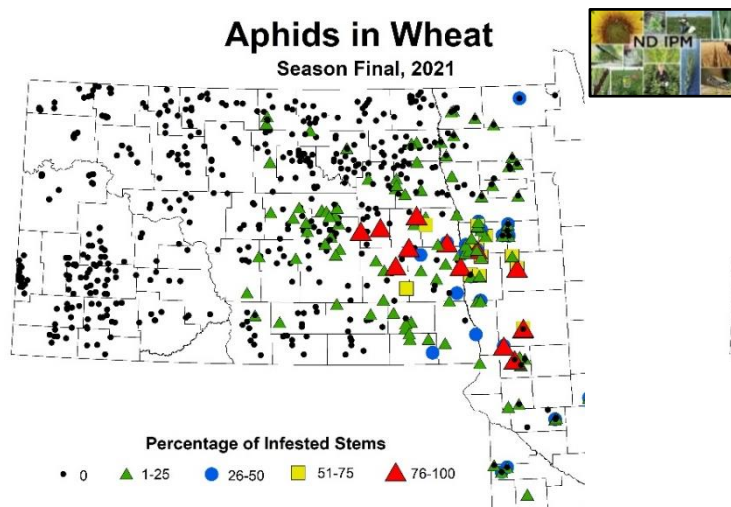 Aphids in Wheat
Season Final, 2021
ND IPM
Percentage of Infested Stems
0 1-25 26-50 51-75 76-100